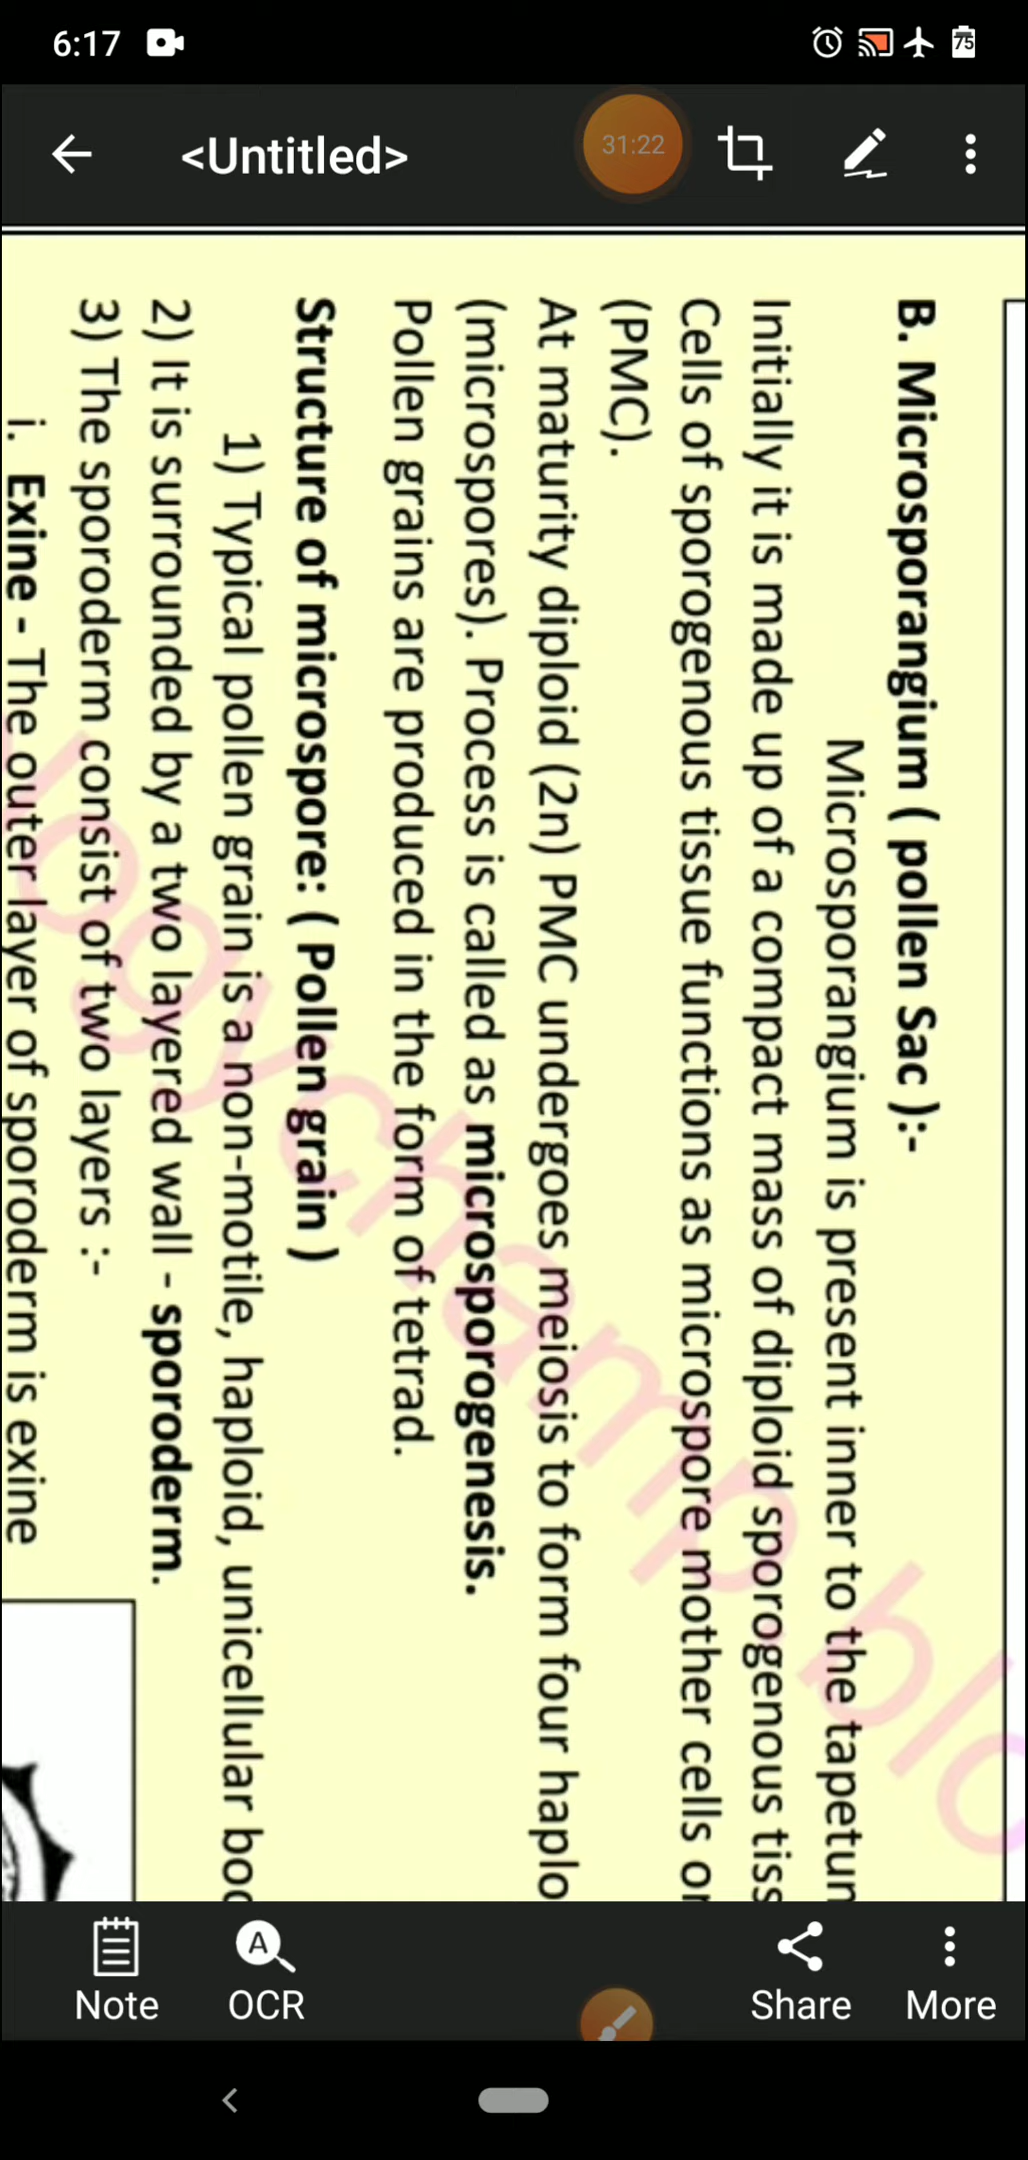 6:17
75
<Untitled>
31:22
B. Microsporangium ( pollen Sac ):-
Microsporangium is present inner to the
Initially it is made up of a compact mass of diploid sporogenous
Cells of sporogenous tissue functions as microspore mother cells
(PMC).
At maturity diploid (2n) PMC undergoes meiosis to form four
(microspores). Process is called as microsporogenesis.
Pollen grains are produced in the form of tetrad.
Structure of microspore: ( Pollen grain )
1) Typical pollen grain is a non-motile, haploid, unicellular
2) It is surrounded by a two layered wall - sporoderm.
3) The sporoderm consist of two layers :-
i. Exine - The outer layer of sporoderm is exine
Note
OCR
Share
More